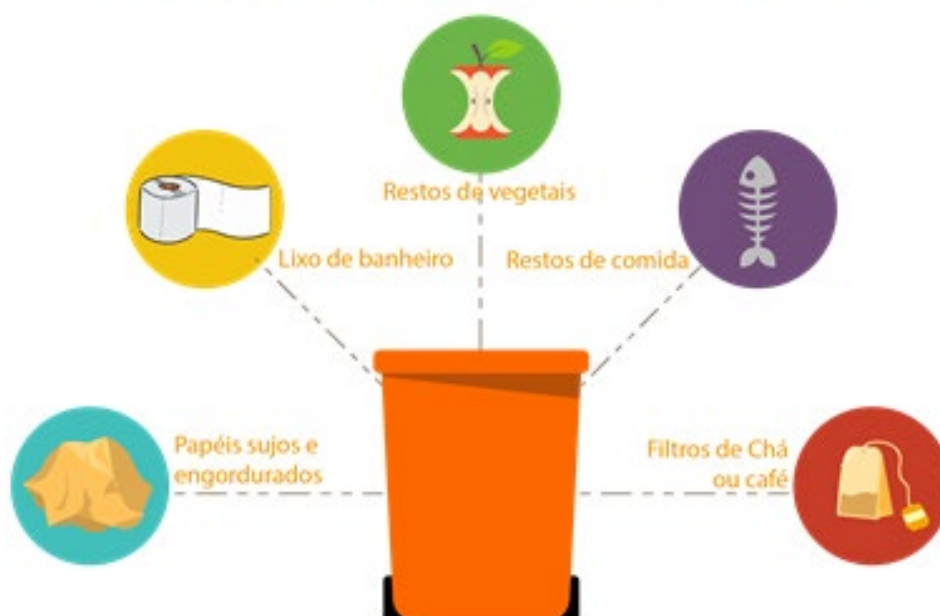 Restos de vegetais
Lixo de banheiro
Restos de comida
Papéis sujos e
engordurados
Filtros de Chá
ou café